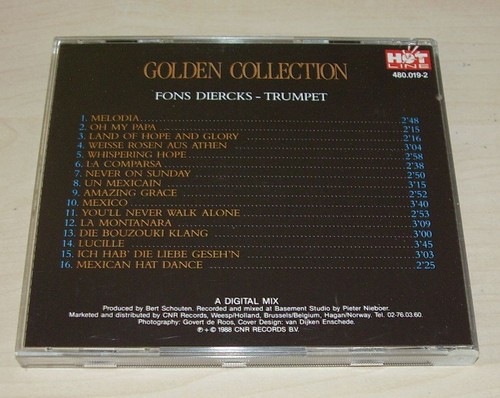 HOT
LINE
480.019-2
GOLDEN COLLECTION
FONS DIERCKS – TRUMPET
1. MELODIA 2'48
2. OH MY PAPA 2'15
3. LAND OF HOPE AND GLORY 2'16
4. WEISSE ROSEN AUS ATHEN 3'04
5. WHISPERING HOPE 2'58
6. LA COMPARSA 2'38
7. NEVER ON SUNDAY 2'50
8. UN MEXICAIN 3'15
9. AMAZING GRACE 2'52
10. MEXICO 3'40
11. YOU'LL NEVER WALK ALONE 2'53
12. LA MONTANARA 3'09
13. DIE BOUZOUKI KLANG 3'00
14. LUCILLE 3'45
15. ICH HAB' DIE LIEBE GESEH'N 3'03
16. MEXICAN HAT DANCE 2'25
A DIGITAL MIX
Produced by Bert Schouten. Recorded and mixed at Basement Studio by Pieter Nieboer.
Marketed and distributed by CNR Records, Weesp/Holland, Brussels/Belgium, Hagan/Norway. Tel. 02-76.03.60.
Photography: Govert de Roos, Cover Design: van Dijken Enschede.
℗ + © 1988 CNR RECORDS B.V.